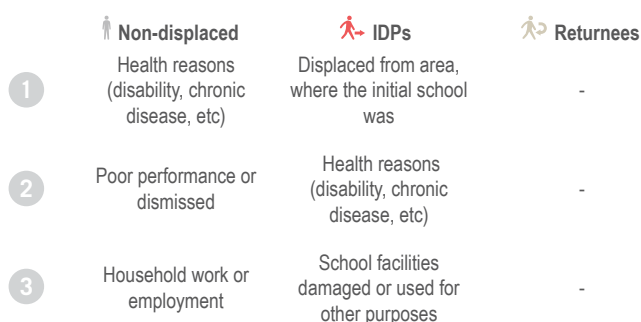 Non-displaced IDPs Returnees
1
Health reasons
(disability, chronic
disease, etc)
Displaced from area,
where the initial school
was
-
2
Poor performance or
dismissed
Health reasons
(disability, chronic
disease, etc)
-
3
Household work or
employment
School facilities
damaged or used for
other purposes
-